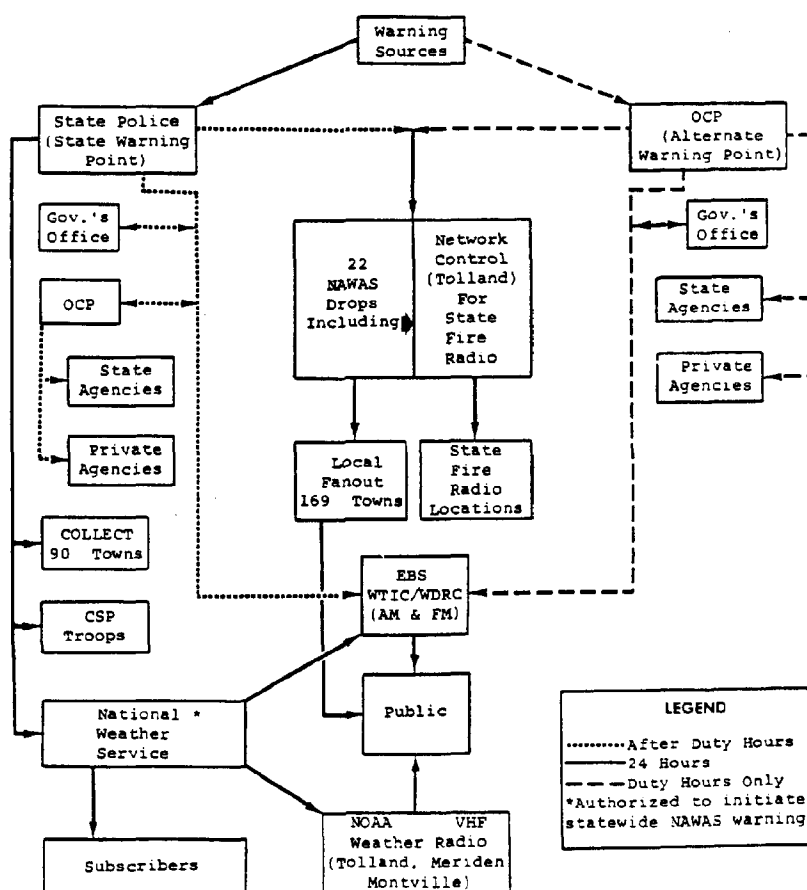 Warning
Sources
State Police
(State Warning
Point)
OCP
(Alternate
Warning Point)
Gov.'s
Office
OCP
State
Agencies
Private
Agencies
22
NAWAS
Drops
Including
Network
Control
(Tolland)
For
State
Fire
Radio
Gov.'s
Office
State
Agencies
Private
Agencies
Local
Fanout
169 Towns
State
Fire
Radio
Locations
COLLECT
90 Towns
CSP
Troops
EBS
WTIC/WDRC
(AM & FM)
National *
Weather
Service
Public
Subscribers
NOAA VHF
Weather Radio
(Tolland, Meriden
Montville)
LEGEND
After Duty Hours
24 Hours
Duty Hours Only
*Authorized to initiate
statewide NAWAS warning